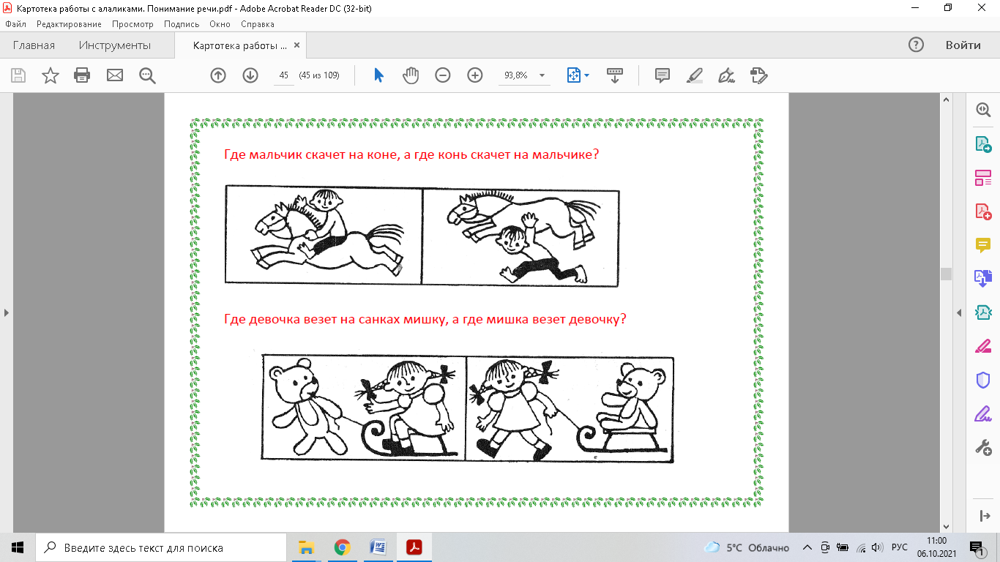 Картотека работы с алаликами. Понимание речи.pdf - Adobe Acrobat Reader DC (32-bit)
Файл Редактирование Просмотр Подпись Окно Справка
Главная Инструменты Картотека работы ... × Войти
45 (45 из 109) 93,8%
Где мальчик скачет на коне, а где конь скачет на мальчике?
Где девочка везет на санках мишку, а где мишка везет девочку?
Введите здесь текст для поиска
5°C Облачно
РУС
11:00
06.10.2021
1